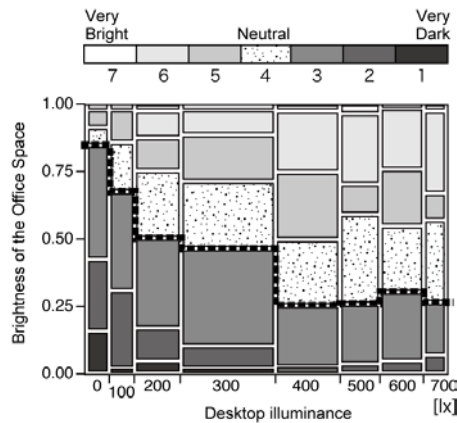 Very Bright
Neutral
Very Dark
7 6 5 4 3 2 1
Brightness of the Office Space
1.00
0.75
0.50
0.25
0.00
0 100 200 300 400 500 600 700
[lx]
Desktop illuminance